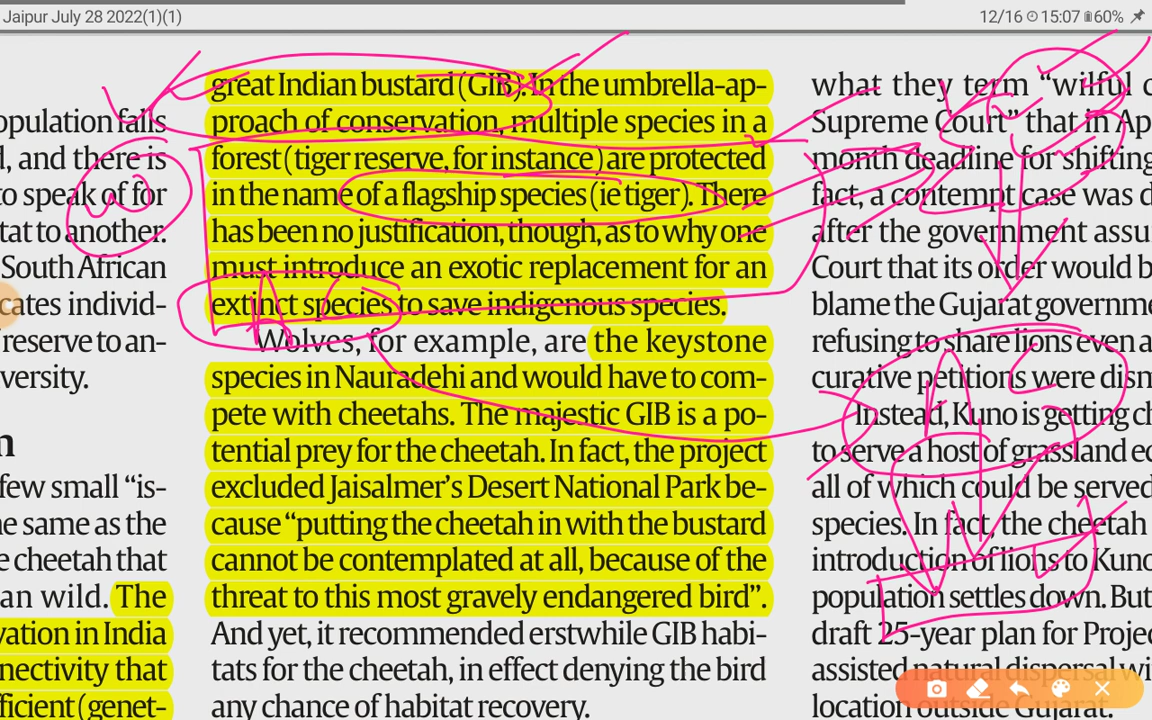 Jaipur July 28 2022(1)(1)
12/16 15:07 60%
opulation falls
d, and there is
to speak of for
tat to another.
South African
cates individ-
reserve to an-
versity.
few small “is-
ne same as the
e cheetah that
an wild. The
vation in India
nectivity that
fficient (genet-
great Indian bustard (GIB). In the umbrella-ap-
proach of conservation, multiple species in a
forest (tiger reserve, for instance) are protected
in the name of a flagship species (ie tiger). There
has been no justification, though, as to why one
must introduce an exotic replacement for an
extinct species to save indigenous species.
Wolves, for example, are the keystone
species in Nauradehi and would have to com-
pete with cheetahs. The majestic GIB is a po-
tential prey for the cheetah. In fact, the project
excluded Jaisalmer’s Desert National Park be-
cause “putting the cheetah in with the bustard
cannot be contemplated at all, because of the
threat to this most gravely endangered bird”.
And yet, it recommended erstwhile GIB habi-
tats for the cheetah, in effect denying the bird
any chance of habitat recovery.
what they term “wilful c
Supreme Court” that in Ap
month deadline for shifting
fact, a contempt case was d
after the government assu
Court that its order would b
blame the Gujarat governme
refusing to share lions even a
curative petitions were dism
Instead, Kuno is getting ch
to serve a host of grassland ec
all of which could be served
species. In fact, the cheetah
introduction of lions to Kuno
population settles down. But
draft 25-year plan for Projec
assisted natural dispersal wi
location outside Gujarat.